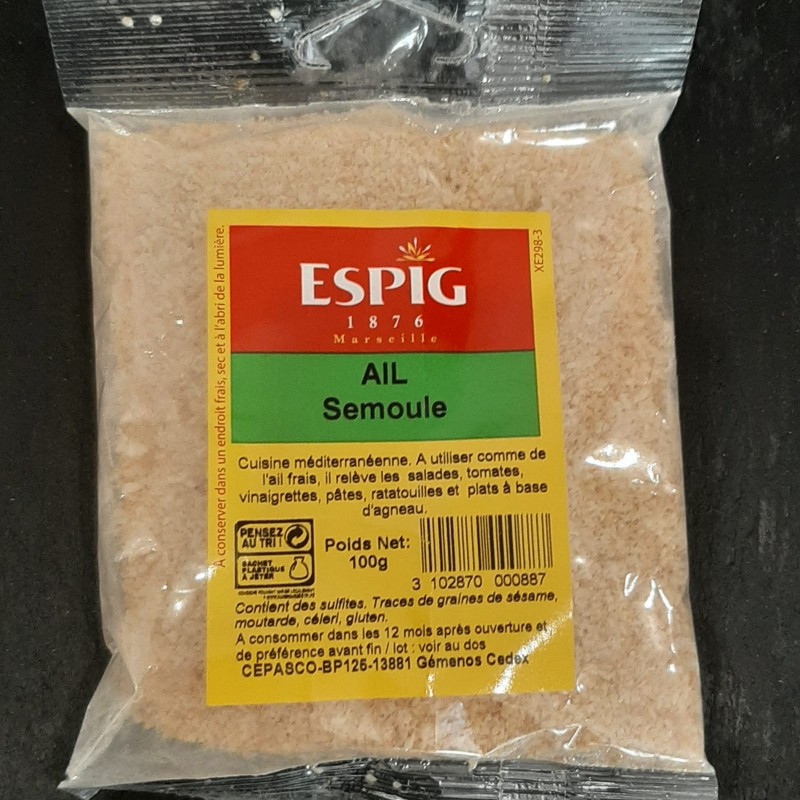 À conserver dans un endroit frais, sec et à l'abri de la lumière.
XE298-3
ESPIG
1876
Marseille
AIL
Semoule
Cuisine méditerranéenne. A utiliser comme de
l'ail frais, il relève les salades, tomates,
vinaigrettes, pâtes, ratatouilles et plats à base
d'agneau.
PENSEZ
AU TRI !
SACHET
PLASTIQUE
A JETER
Poids Net:
100g
3 102870 000887
Contient des sulfites. Traces de graines de sésame,
moutarde, céleri, gluten.
A consommer dans les 12 mois après ouverture et
de préférence avant fin / lot : voir au dos
CEPASCO-BP125-13881 Gémenos Cedex